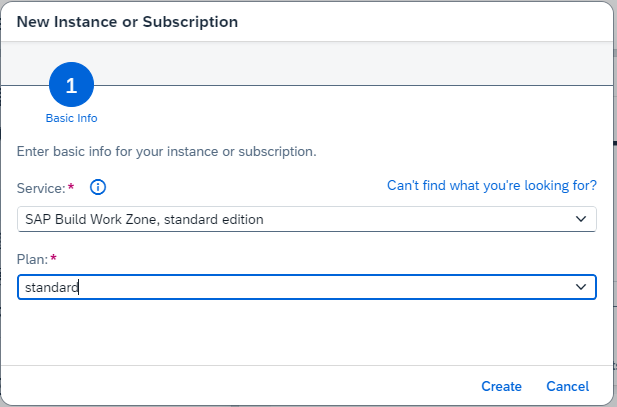 New Instance or Subscription
1
Basic Info
Enter basic info for your instance or subscription.
Service:* Can't find what you're looking for?
SAP Build Work Zone, standard edition
Plan:*
standard
Create Cancel